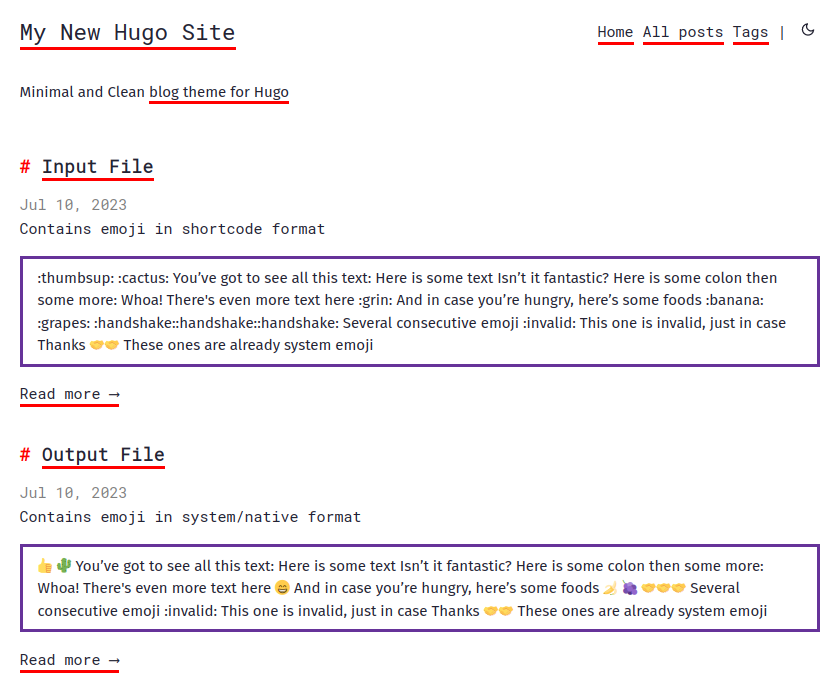 My New Hugo Site
Home All posts Tags |
Minimal and Clean blog theme for Hugo
# Input File
Jul 10, 2023
Contains emoji in shortcode format
:thumbsup: :cactus: You’ve got to see all this text: Here is some text Isn’t it fantastic? Here is some colon then
some more: Whoa! There's even more text here :grin: And in case you’re hungry, here’s some foods :banana:
:grapes: :handshake::handshake::handshake: Several consecutive emoji :invalid: This one is invalid, just in case
Thanks 🤝🤝 These ones are already system emoji
Read more →
# Output File
Jul 10, 2023
Contains emoji in system/native format
👍 🌵 You’ve got to see all this text: Here is some text Isn’t it fantastic? Here is some colon then some more:
Whoa! There's even more text here 😄 And in case you’re hungry, here’s some foods 🍌 🍇 🤝🤝🤝 Several
consecutive emoji :invalid: This one is invalid, just in case Thanks 🤝🤝 These ones are already system emoji
Read more →